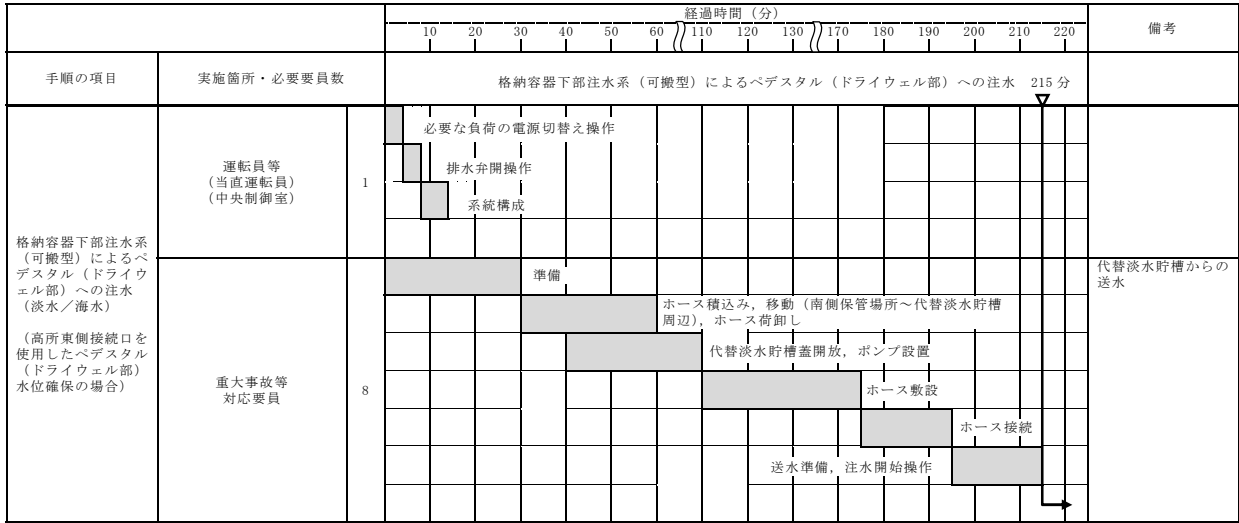 経過時間（分）
備考
10 20 30 40 50 60 110 120 130 170 180 190 200 210 220
手順の項目
実施箇所・必要要員数
格納容器下部注水系（可搬型）によるペデスタル（ドライウェル部）への注水 215分
格納容器下部注水系
（可搬型）によるペ
デスタル（ドライウ
ェル部）への注水
（淡水／海水）
（高所東側接続口を
使用したペデスタル
（ドライウェル部）
水位確保の場合）
運転員等
（当直運転員）
（中央制御室）
1
必要な負荷の電源切替え操作
排水弁開操作
系統構成
重大事故等
対応要員
8
準備
ホース積込み，移動（南側保管場所～代替淡水貯槽
周辺），ホース荷卸し
代替淡水貯槽蓋開放，ポンプ設置
ホース敷設
ホース接続
送水準備，注水開始操作
代替淡水貯槽からの
送水